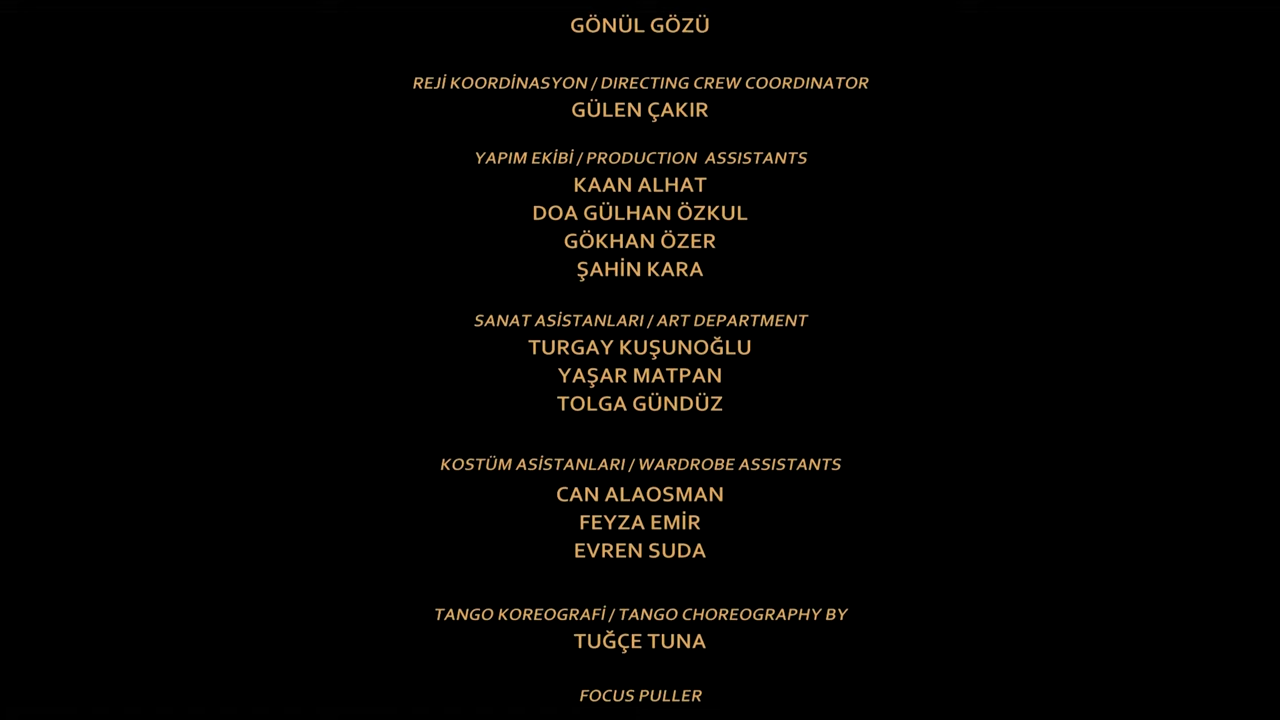 GÖNÜL GÖZÜ
REJİ KOORDİNASYON / DIRECTING CREW COORDINATOR
GÜLEN ÇAKIR
YAPIM EKİBİ / PRODUCTION ASSISTANTS
KAAN ALHAT
DOA GÜLHAN ÖZKUL
GÖKHAN ÖZER
ŞAHİN KARA
SANAT ASİSTANLARI / ART DEPARTMENT
TURGAY KUŞUNOĞLU
YAŞAR MATPAN
TOLGA GÜNDÜZ
KOSTÜM ASİSTANLARI / WARDROBE ASSISTANTS
CAN ALAOSMAN
FEYZA EMİR
EVREN SUDA
TANGO KOREOGRAFİ / TANGO CHOREOGRAPHY BY
TUĞÇE TUNA
FOCUS PULLER